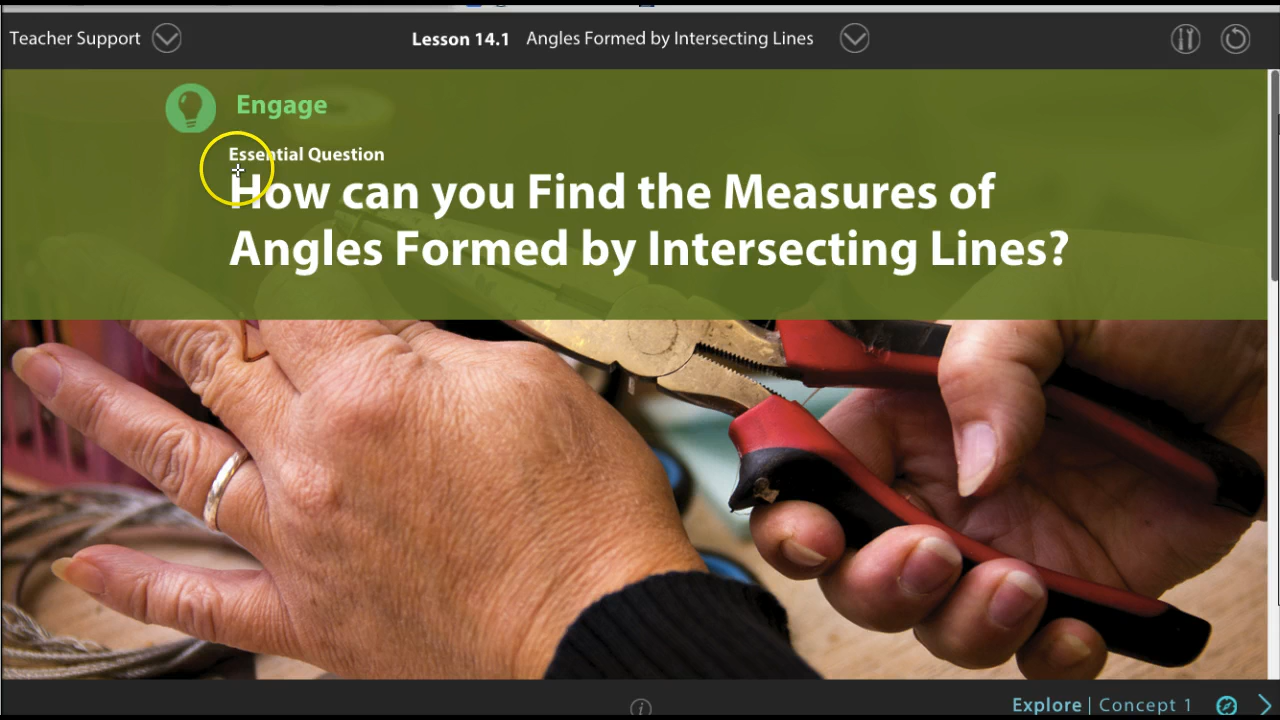 Teacher Support
Lesson 14.1 Angles Formed by Intersecting Lines
Engage
Essential Question
How can you Find the Measures of
Angles Formed by Intersecting Lines?
i
Explore | Concept 1